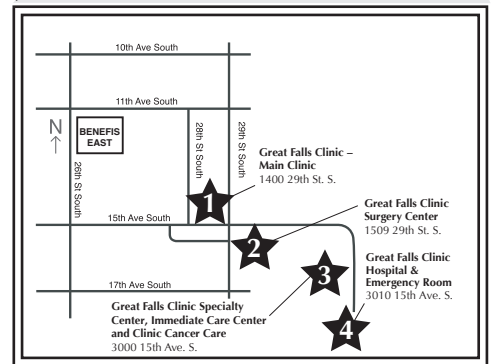 10th Ave South
11th Ave South
N
BENEFIS
EAST
26th St South
28th St South
29th St South
Great Falls Clinic –
Main Clinic
1400 29th St. S.
1
15th Ave South
Great Falls Clinic
Surgery Center
1509 29th St. S.
2
3
Great Falls Clinic
Hospital &
Emergency Room
3010 15th Ave. S.
17th Ave South
Great Falls Clinic Specialty
Center, Immediate Care Center
and Clinic Cancer Care
3000 15th Ave. S.
4